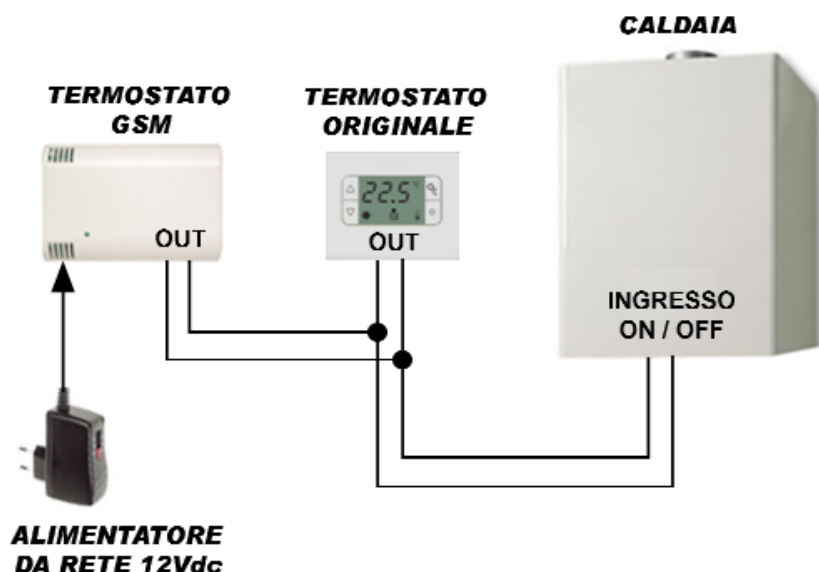 CALDAIA
TERMOSTATO
GSM
TERMOSTATO
ORIGINALE
22.5°C
OUT
OUT
INGRESSO
ON / OFF
ALIMENTATORE
DA RETE 12Vdc